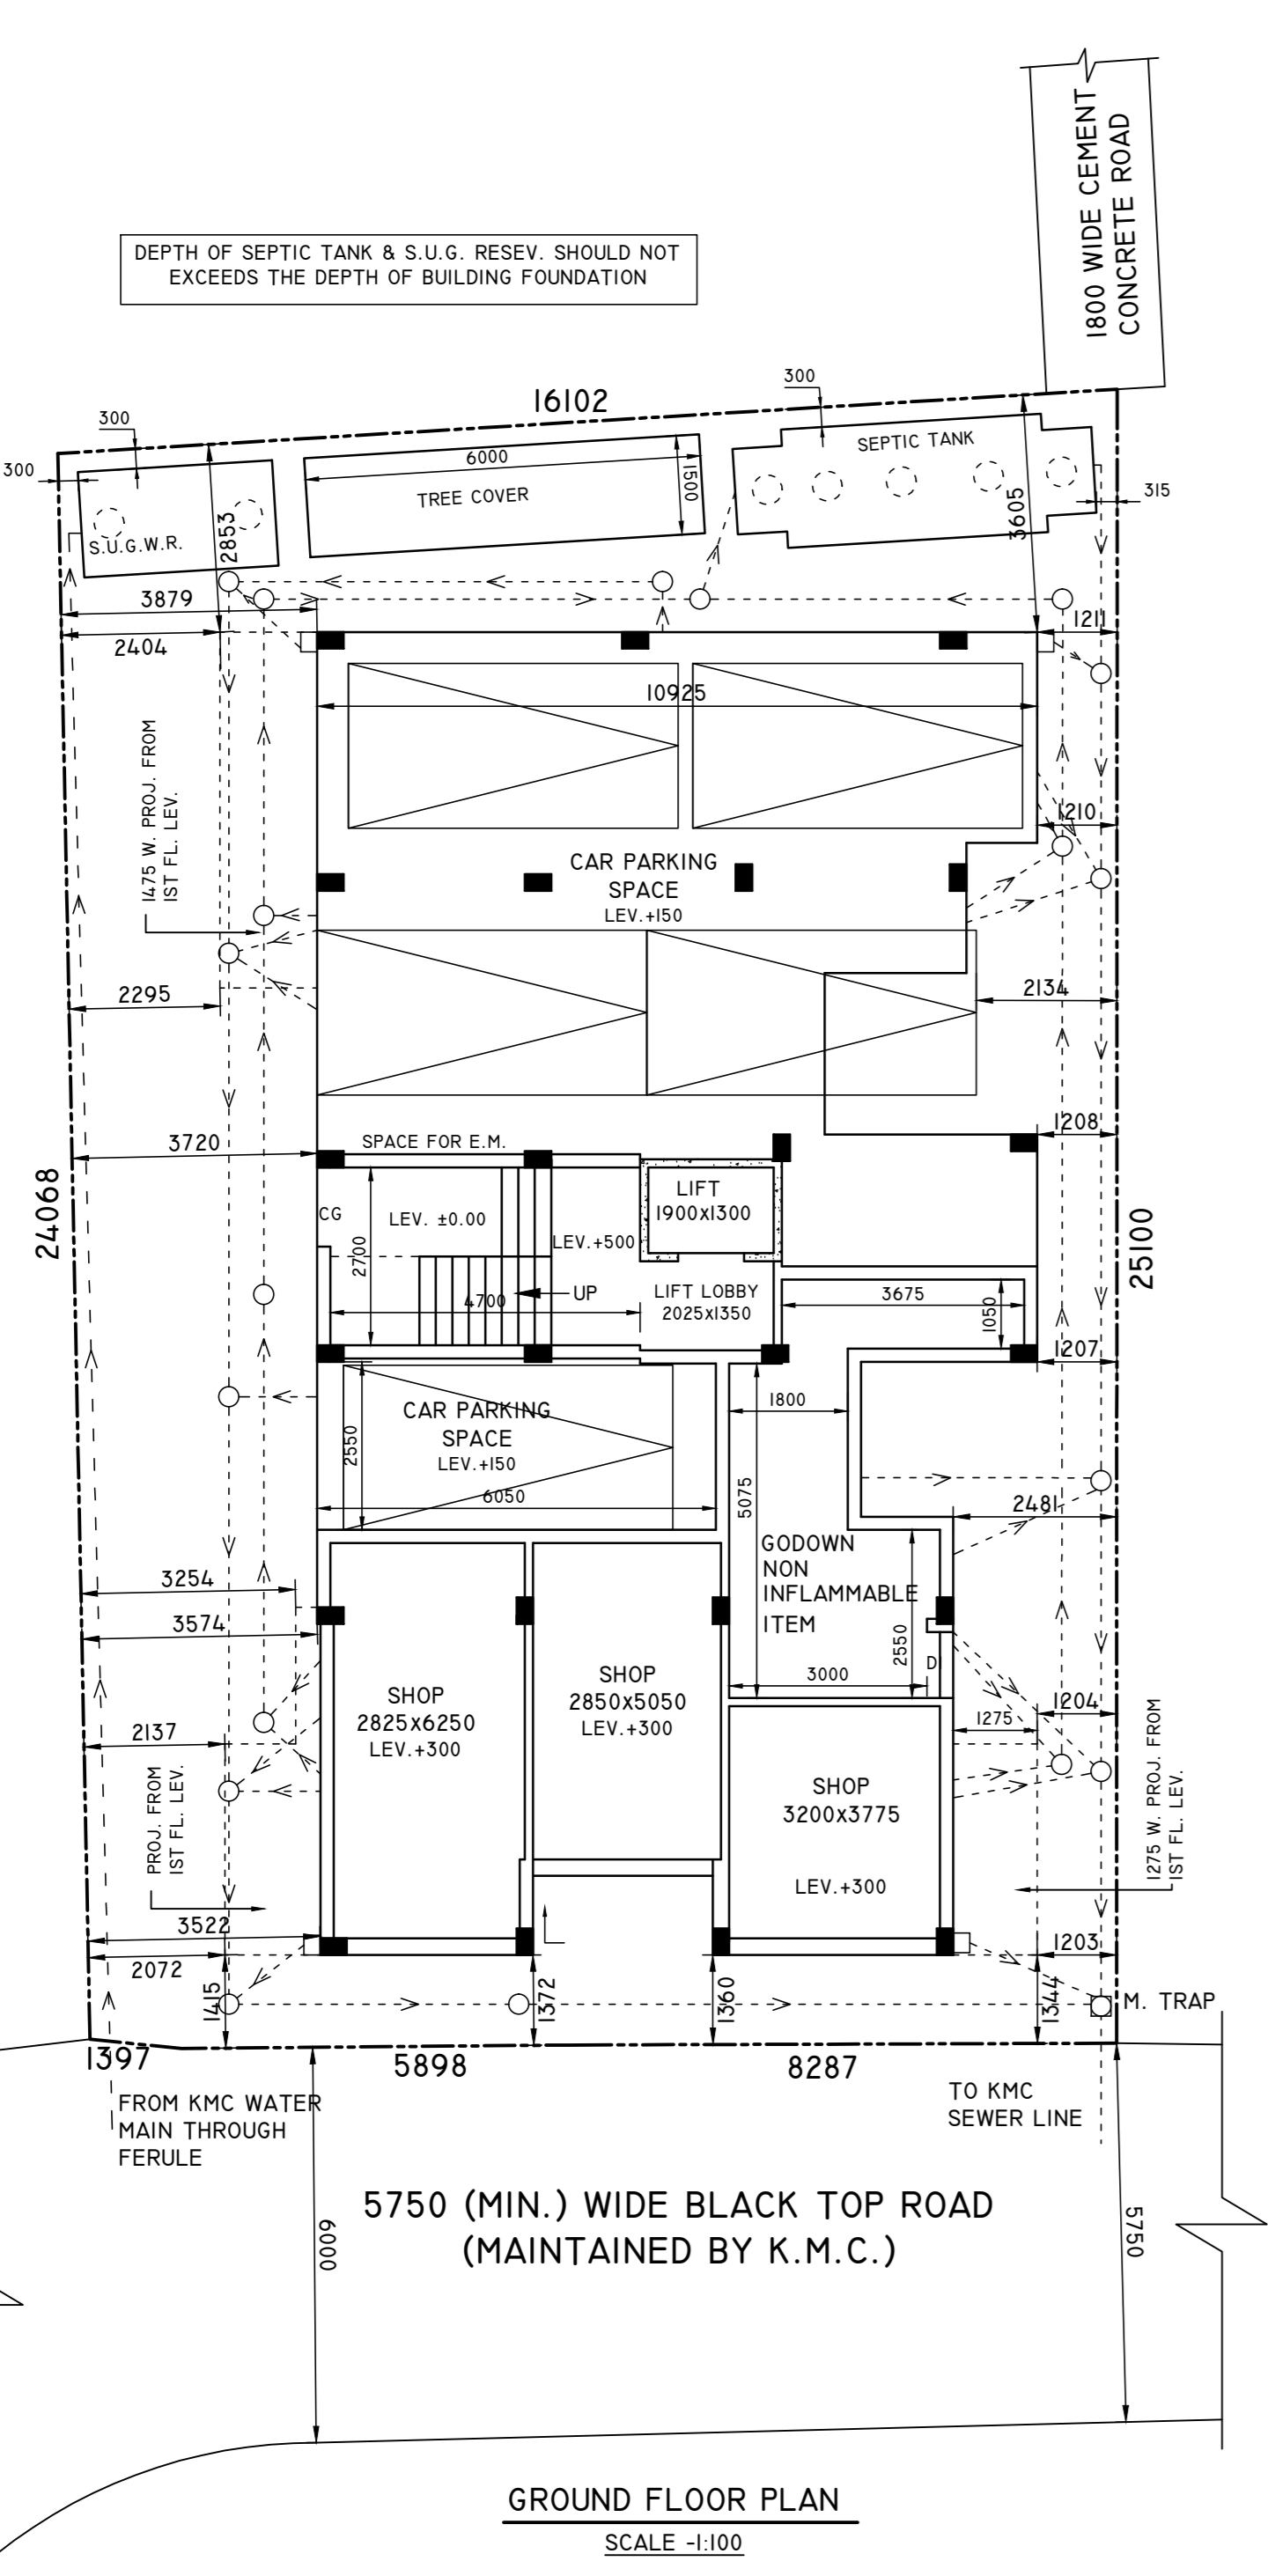 1800 WIDE CEMENT
CONCRETE ROAD
DEPTH OF SEPTIC TANK & S.U.G. RESEV. SHOULD NOT
EXCEEDS THE DEPTH OF BUILDING FOUNDATION
300
16102
300
300
SEPTIC TANK
6000
1500
TREE COVER
315
S.U.G.W.R.
2853
3605
3879
2404
1211
10925
1475 W. PROJ. FROM
1ST FL. LEV.
1210
CAR PARKING
SPACE
LEV.+150
2295
2134
1208
3720
SPACE FOR E.M.
24068
25100
LIFT
1900x1300
CG
LEV. ±0.00
LEV.+500
2700
UP
4700
LIFT LOBBY
2025x1350
3675
1050
1207
1800
CAR PARKING
SPACE
LEV.+150
2550
6050
5075
2481
GODOWN
NON
INFLAMMABLE
ITEM
3254
3574
2550
3000
D
SHOP
2825x6250
LEV.+300
SHOP
2850x5050
LEV.+300
1204
1275
2137
SHOP
3200x3775
LEV.+300
PROJ. FROM
1ST FL. LEV.
1275 W. PROJ. FROM
1ST FL. LEV.
3522
2072
1203
1415
1372
1360
1344
M. TRAP
1397
5898
8287
FROM KMC WATER
MAIN THROUGH
FERULE
TO KMC
SEWER LINE
5750 (MIN.) WIDE BLACK TOP ROAD
(MAINTAINED BY K.M.C.)
6000
5750
GROUND FLOOR PLAN
SCALE -1:100